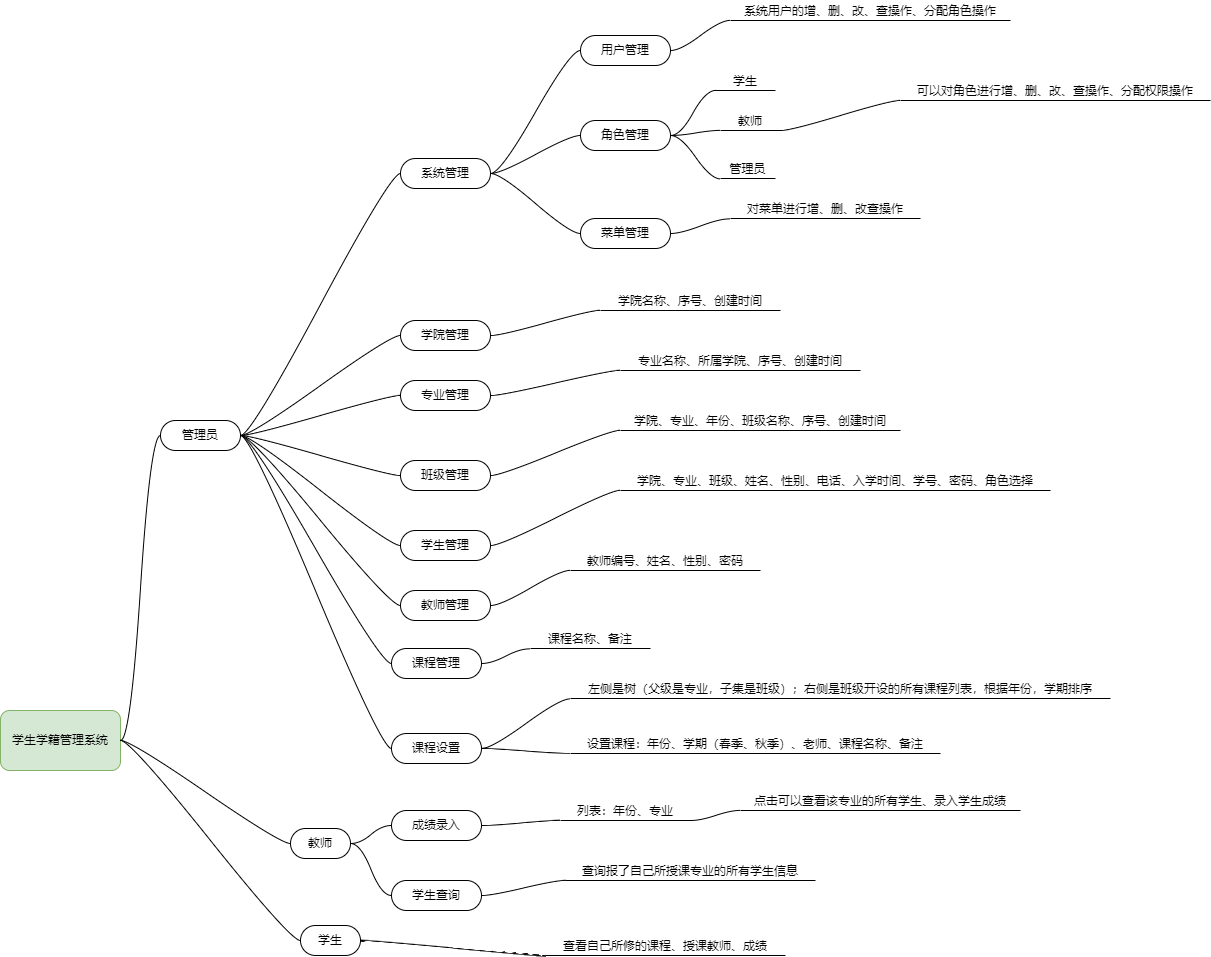 系统用户的增、删、改、查操作、分配角色操作
用户管理
学生
可以对角色进行增、删、改、查操作、分配权限操作
教师
角色管理
管理员
系统管理
对菜单进行增、删、改查操作
菜单管理
学院名称、序号、创建时间
学院管理
专业名称、所属学院、序号、创建时间
专业管理
学院、专业、年份、班级名称、序号、创建时间
管理员
班级管理
学院、专业、班级、姓名、性别、电话、入学时间、学号、密码、角色选择
学生管理
教师编号、姓名、性别、密码
教师管理
课程名称、备注
课程管理
左侧是树（父级是专业，子集是班级）；右侧是班级开设的所有课程列表，根据年份，学期排序
学生学籍管理系统
课程设置
设置课程：年份、学期（春季、秋季）、老师、课程名称、备注
点击可以查看该专业的所有学生、录入学生成绩
列表：年份、专业
成绩录入
教师
查询报了自己所授课专业的所有学生信息
学生查询
学生
查看自己所修的课程、授课教师、成绩